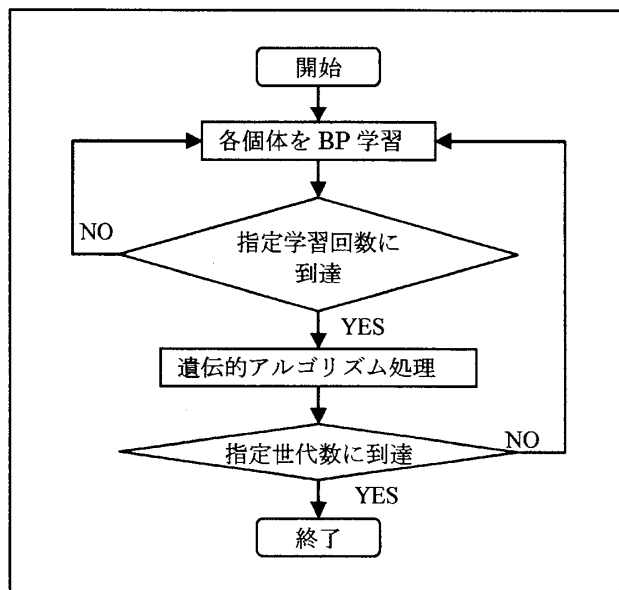 開始
各個体を BP 学習
NO
指定学習回数に
到達
YES
遺伝的アルゴリズム処理
指定世代数に到達
NO
YES
終了